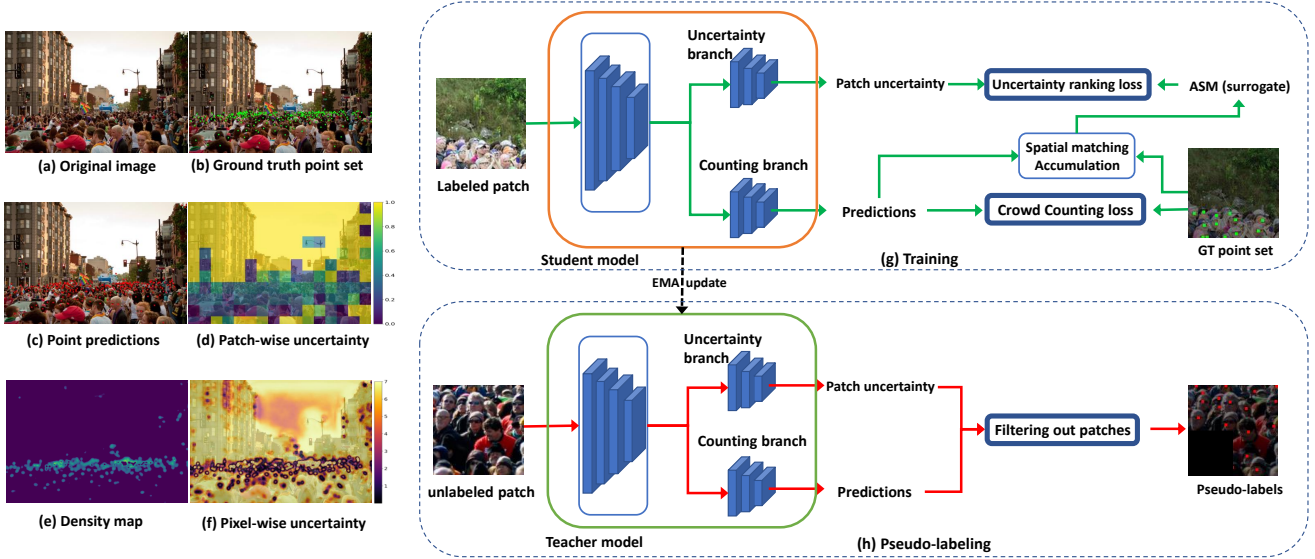 (a) Original image
(b) Ground truth point set
(c) Point predictions
1.0
0.8
0.6
0.4
0.2
0.0
(d) Patch-wise uncertainty
(e) Density map
7
6
5
4
3
2
1
(f) Pixel-wise uncertainty
Labeled patch
Uncertainty
branch
Counting branch
Student model
Patch uncertainty
Uncertainty ranking loss
ASM (surrogate)
Spatial matching
Accumulation
Predictions
Crowd Counting loss
GT point set
(g) Training
EMA update
unlabeled patch
Uncertainty
branch
Counting branch
Teacher model
Patch uncertainty
Predictions
Filtering out patches
Pseudo-labels
(h) Pseudo-labeling